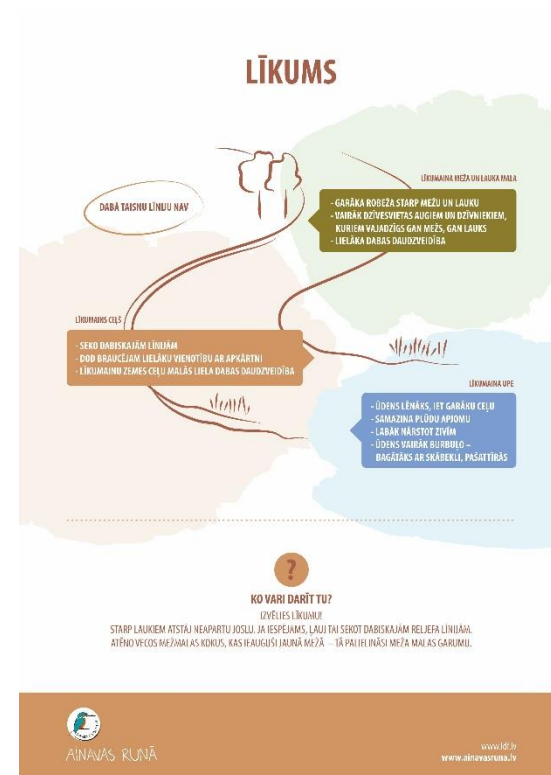 LĪKUMS
LĪKUMAINA MEŽA UN LAUKA MALA
DABĀ TAISNU LĪNIJU NAV
- GARĀKA ROBEŽA STARP MEŽU UN LAUKU
- VAIRĀK DZĪVESVIETAS AUGIEM UN DZĪVNIEKIEM,
KURIEM VAJADZĪGS GAN MEŽS, GAN LAUKS
- LIELĀKA DABAS DAUDZVEIDĪBA
LĪKUMAINS CEĻŠ
- SEKO DABISKAJĀM LĪNIJĀM
- DOD BRAUCĒJAM LIELĀKU VIENOTĪBU AR APKĀRTNI
- LĪKUMAINU ZEMES CEĻU MALĀS LIELA DABAS DAUDZVEIDĪBA
LĪKUMAINA UPE
- ŪDENS LĒNĀKS, IET GARĀKU CEĻU
- SAMAZINA PLŪDU APJOMU
- LABĀK NĀRSTOT ZIVĪM
- ŪDENS VAIRĀK BURBUĻO –
BAGĀTĀKS AR SKĀBEKLI, PAŠATTĪRĀS
?
KO VARI DARĪT TU?
IZVĒLIES LĪKUMU!
STARP LAUKIEM ATSTĀJ NEAPARTU JOSLU. JA IESPĒJAMS, ĻAUJ TAI SEKOT DABISKAJĀM RELJEFA LĪNIJĀM.
ATĒNO VECOS MEŽMALAS KOKUS, KAS IEAUGUŠI JAUNĀ MEŽĀ – TĀ PALIELINĀSI MEŽA MALAS GARUMU.
AINAVAS RUNĀ
www.ldf.lv
www.ainavasruna.lv